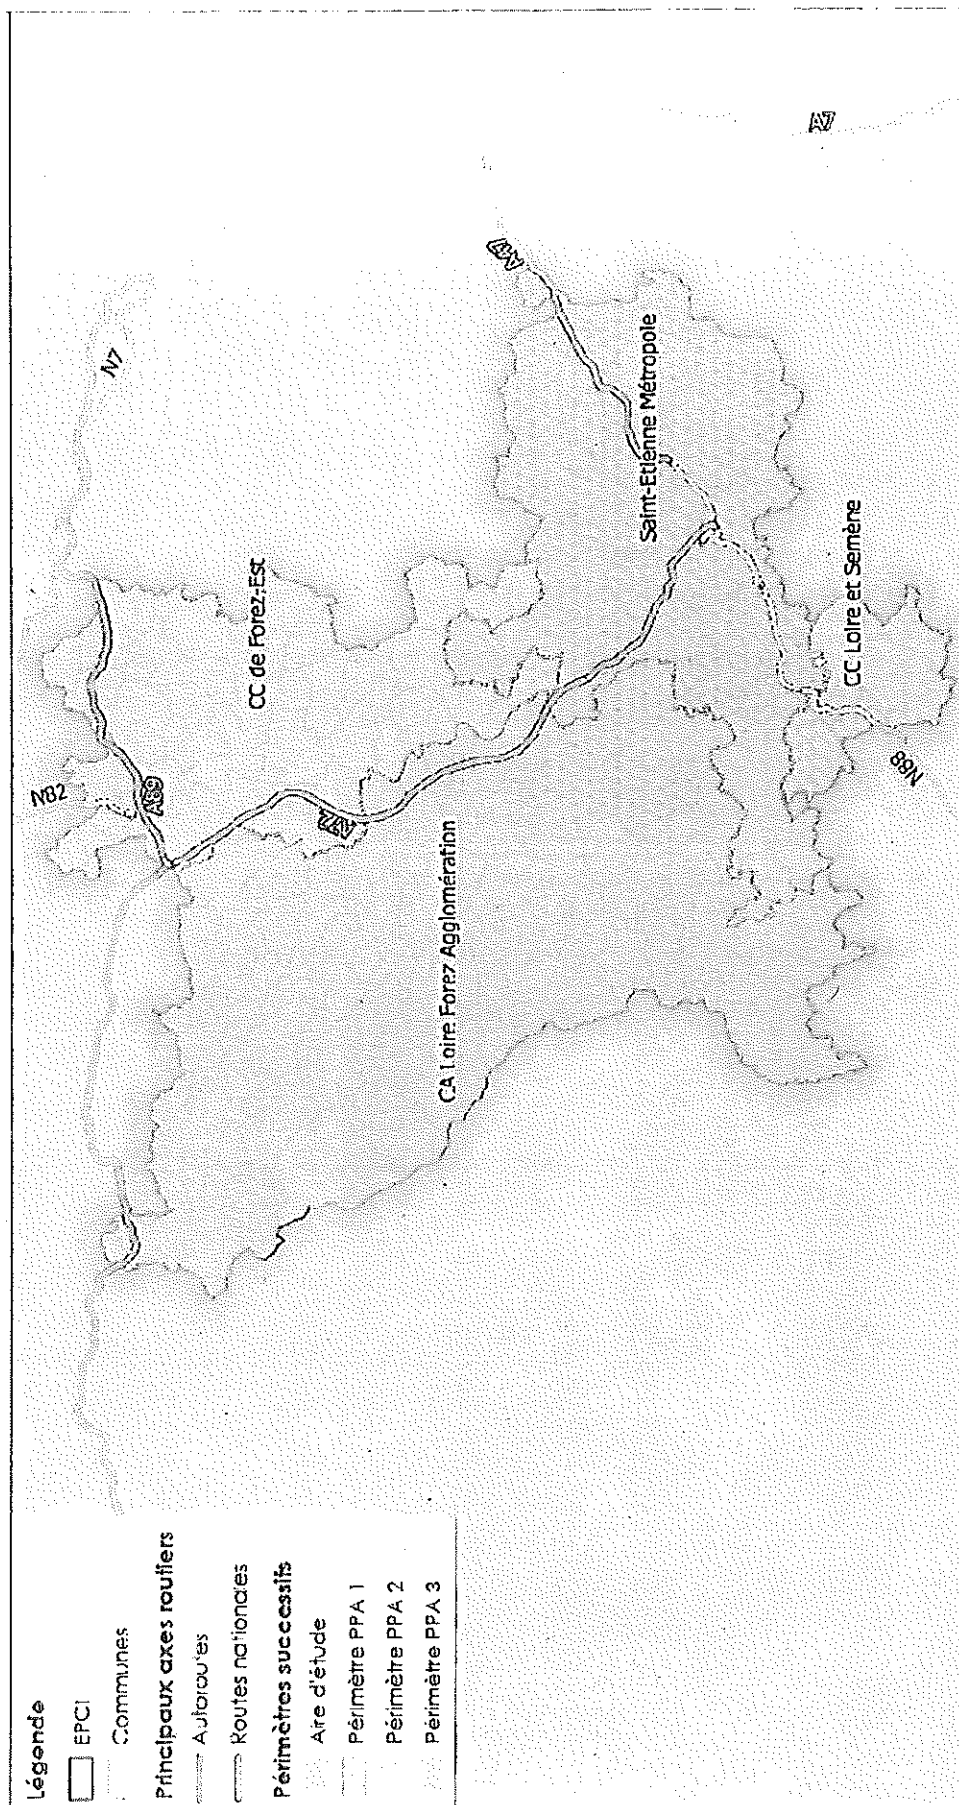 Légende
EPCI
Communes
Principaux axes routiers
Autoroutes
Routes nationales
Périmètres successifs
Aire d'étude
Périmètre PPA 1
Périmètre PPA 2
Périmètre PPA 3
N82
A89
N7
CC de Forez-Est
A72
CA Loire Forez Agglomération
A47
Saint-Etienne Métropole
CC Loire et Semène
N88
A7